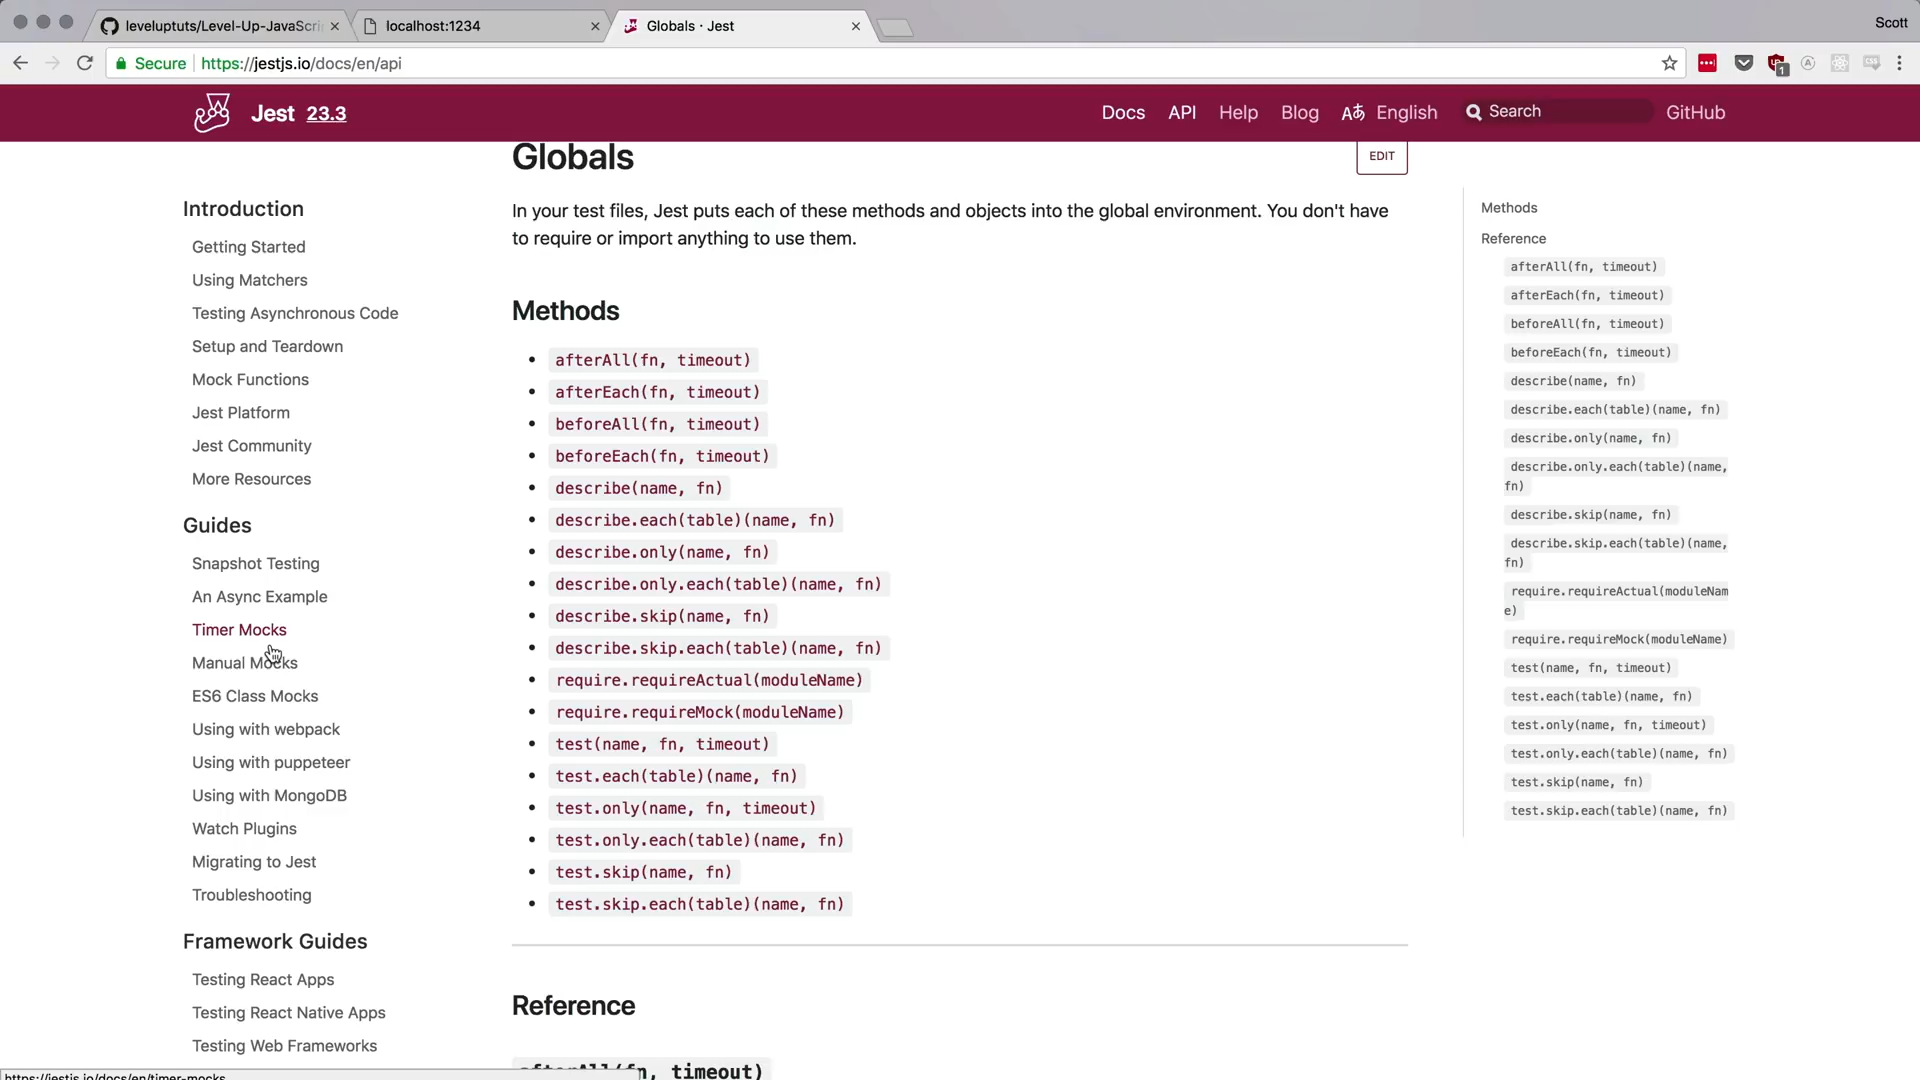 leveluptuts/Level-Up-JavaScri
localhost:1234
Globals · Jest
Scott
Secure
https://jestjs.io/docs/en/api
1
Jest 23.3
Docs
API
Help
Blog
English
Search
GitHub
Globals
EDIT
In your test files, Jest puts each of these methods and objects into the global environment. You don't have
to require or import anything to use them.
Introduction
Getting Started
Using Matchers
Testing Asynchronous Code
Setup and Teardown
Mock Functions
Jest Platform
Jest Community
More Resources
Guides
Snapshot Testing
An Async Example
Timer Mocks
Manual Mocks
ES6 Class Mocks
Using with webpack
Using with puppeteer
Using with MongoDB
Watch Plugins
Migrating to Jest
Troubleshooting
Framework Guides
Testing React Apps
Testing React Native Apps
Testing Web Frameworks
Methods
afterAll(fn, timeout)
afterEach(fn, timeout)
beforeAll(fn, timeout)
beforeEach(fn, timeout)
describe(name, fn)
describe.each(table)(name, fn)
describe.only(name, fn)
describe.only.each(table)(name, fn)
describe.skip(name, fn)
describe.skip.each(table)(name, fn)
require.requireActual(moduleName)
require.requireMock(moduleName)
test(name, fn, timeout)
test.each(table)(name, fn)
test.only(name, fn, timeout)
test.only.each(table)(name, fn)
test.skip(name, fn)
test.skip.each(table)(name, fn)
Reference
afterAll(fn, timeout)
Methods
Reference
afterAll(fn, timeout)
afterEach(fn, timeout)
beforeAll(fn, timeout)
beforeEach(fn, timeout)
describe(name, fn)
describe.each(table)(name, fn)
describe.only(name, fn)
describe.only.each(table)(name,
fn)
describe.skip(name, fn)
describe.skip.each(table)(name,
fn)
require.requireActual(moduleNam
e)
require.requireMock(moduleName)
test(name, fn, timeout)
test.each(table)(name, fn)
test.only(name, fn, timeout)
test.only.each(table)(name, fn)
test.skip(name, fn)
test.skip.each(table)(name, fn)
https://jestjs.io/docs/en/timer-mocks